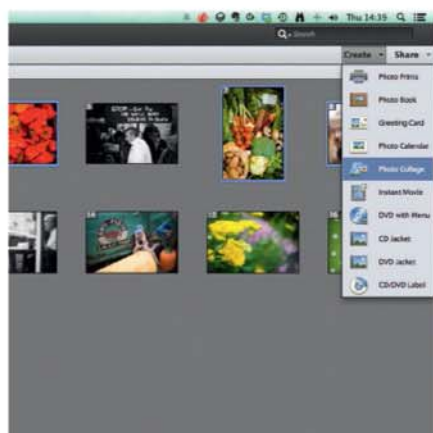 Thu 14:39
Search
Create Share
Photo Prints
Photo Book
Greeting Card
Photo Calendar
Photo Collage
Instant Movie
DVD with Menu
CD Jacket
DVD Jacket
CD/DVD Label